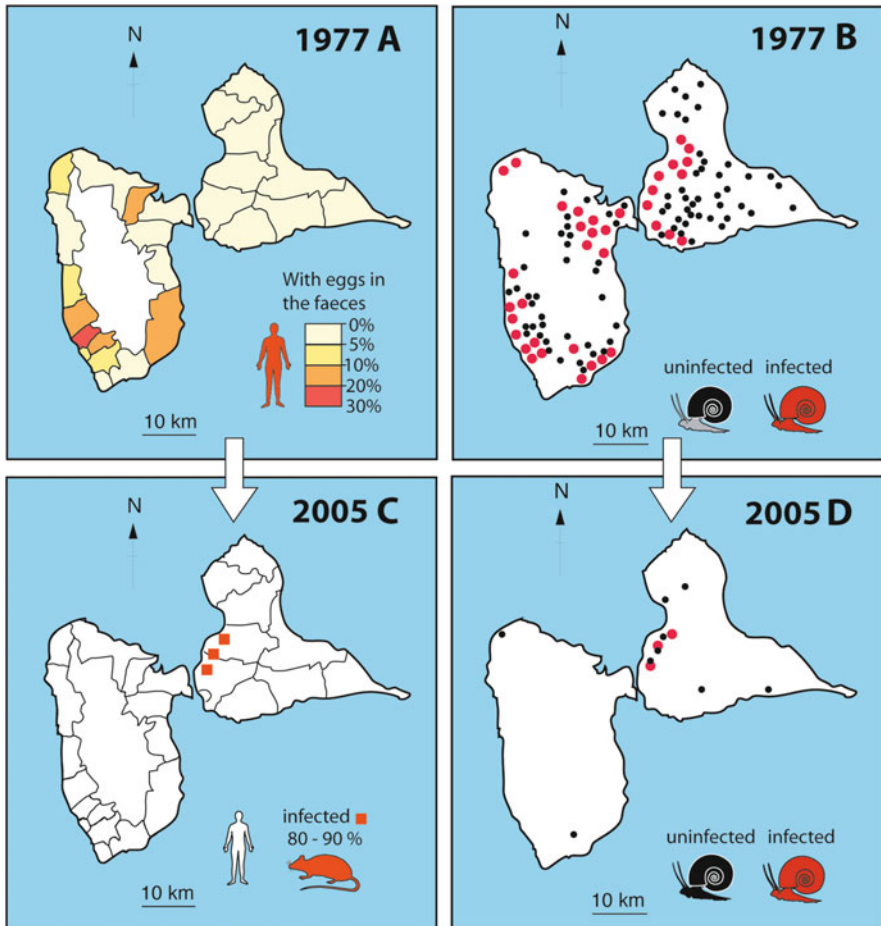 N
1977 A
With eggs in
the faeces
0%
5%
10%
20%
30%
10 km
N
1977 B
uninfected infected
10 km
N
2005 C
infected
80 - 90 %
10 km
N
2005 D
uninfected infected
10 km